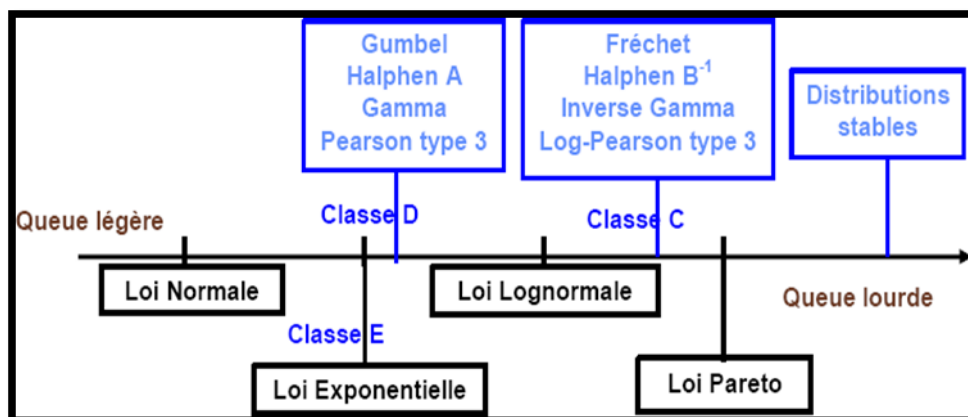 Gumbel
Halphen A
Gamma
Pearson type 3
Fréchet
Halphen B⁻¹
Inverse Gamma
Log-Pearson type 3
Distributions
stables
Queue légère
Classe D
Classe C
Loi Normale
Loi Lognormale
Queue lourde
Classe E
Loi Exponentielle
Loi Pareto